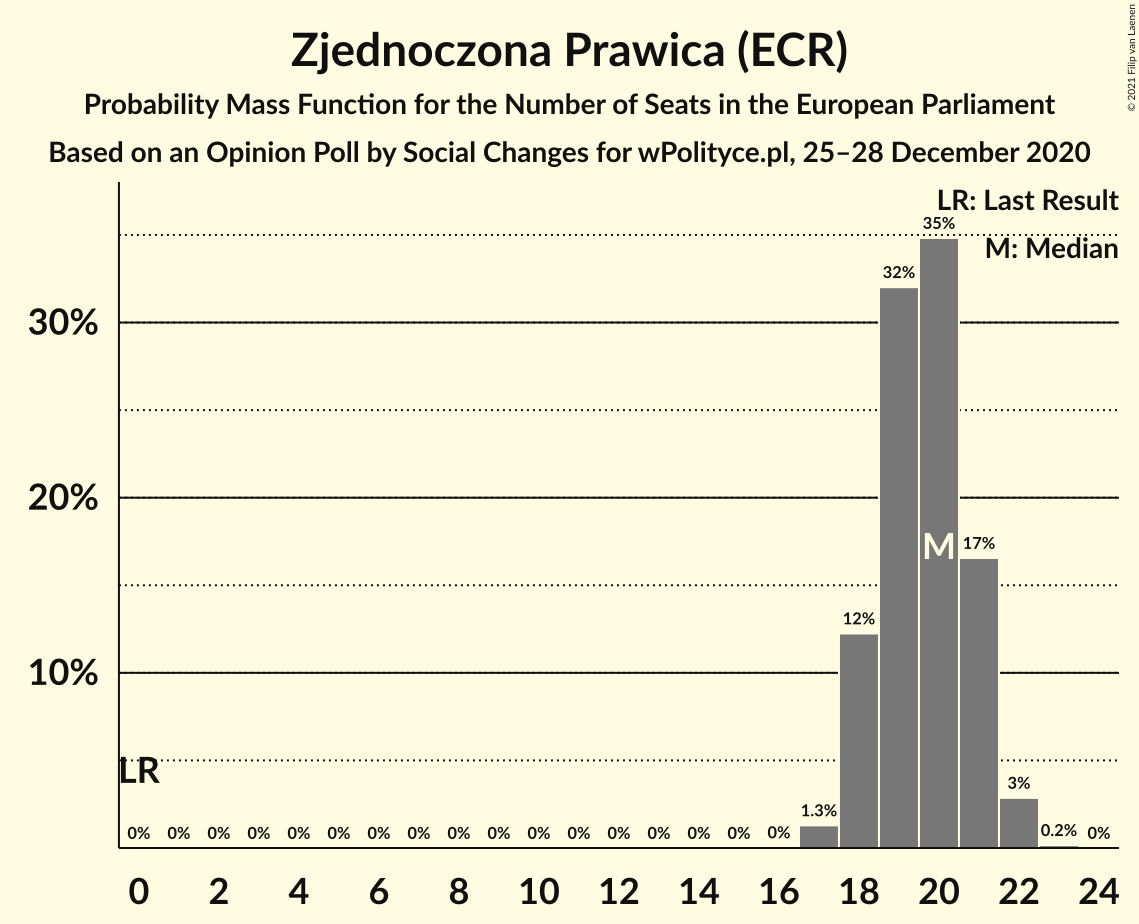 Zjednoczona Prawica (ECR)
Probability Mass Function for the Number of Seats in the European Parliament
Based on an Opinion Poll by Social Changes for wPolityce.pl, 25–28 December 2020
© 2021 Filip van Laenen
LR: Last Result
M: Median
30%
20%
10%
35%
32%
M
17%
12%
LR
0% 0% 0% 0% 0% 0% 0% 0% 0% 0% 0% 0% 0% 0% 0% 0% 0% 1.3% 3% 0.2% 0%
0 2 4 6 8 10 12 14 16 18 20 22 24